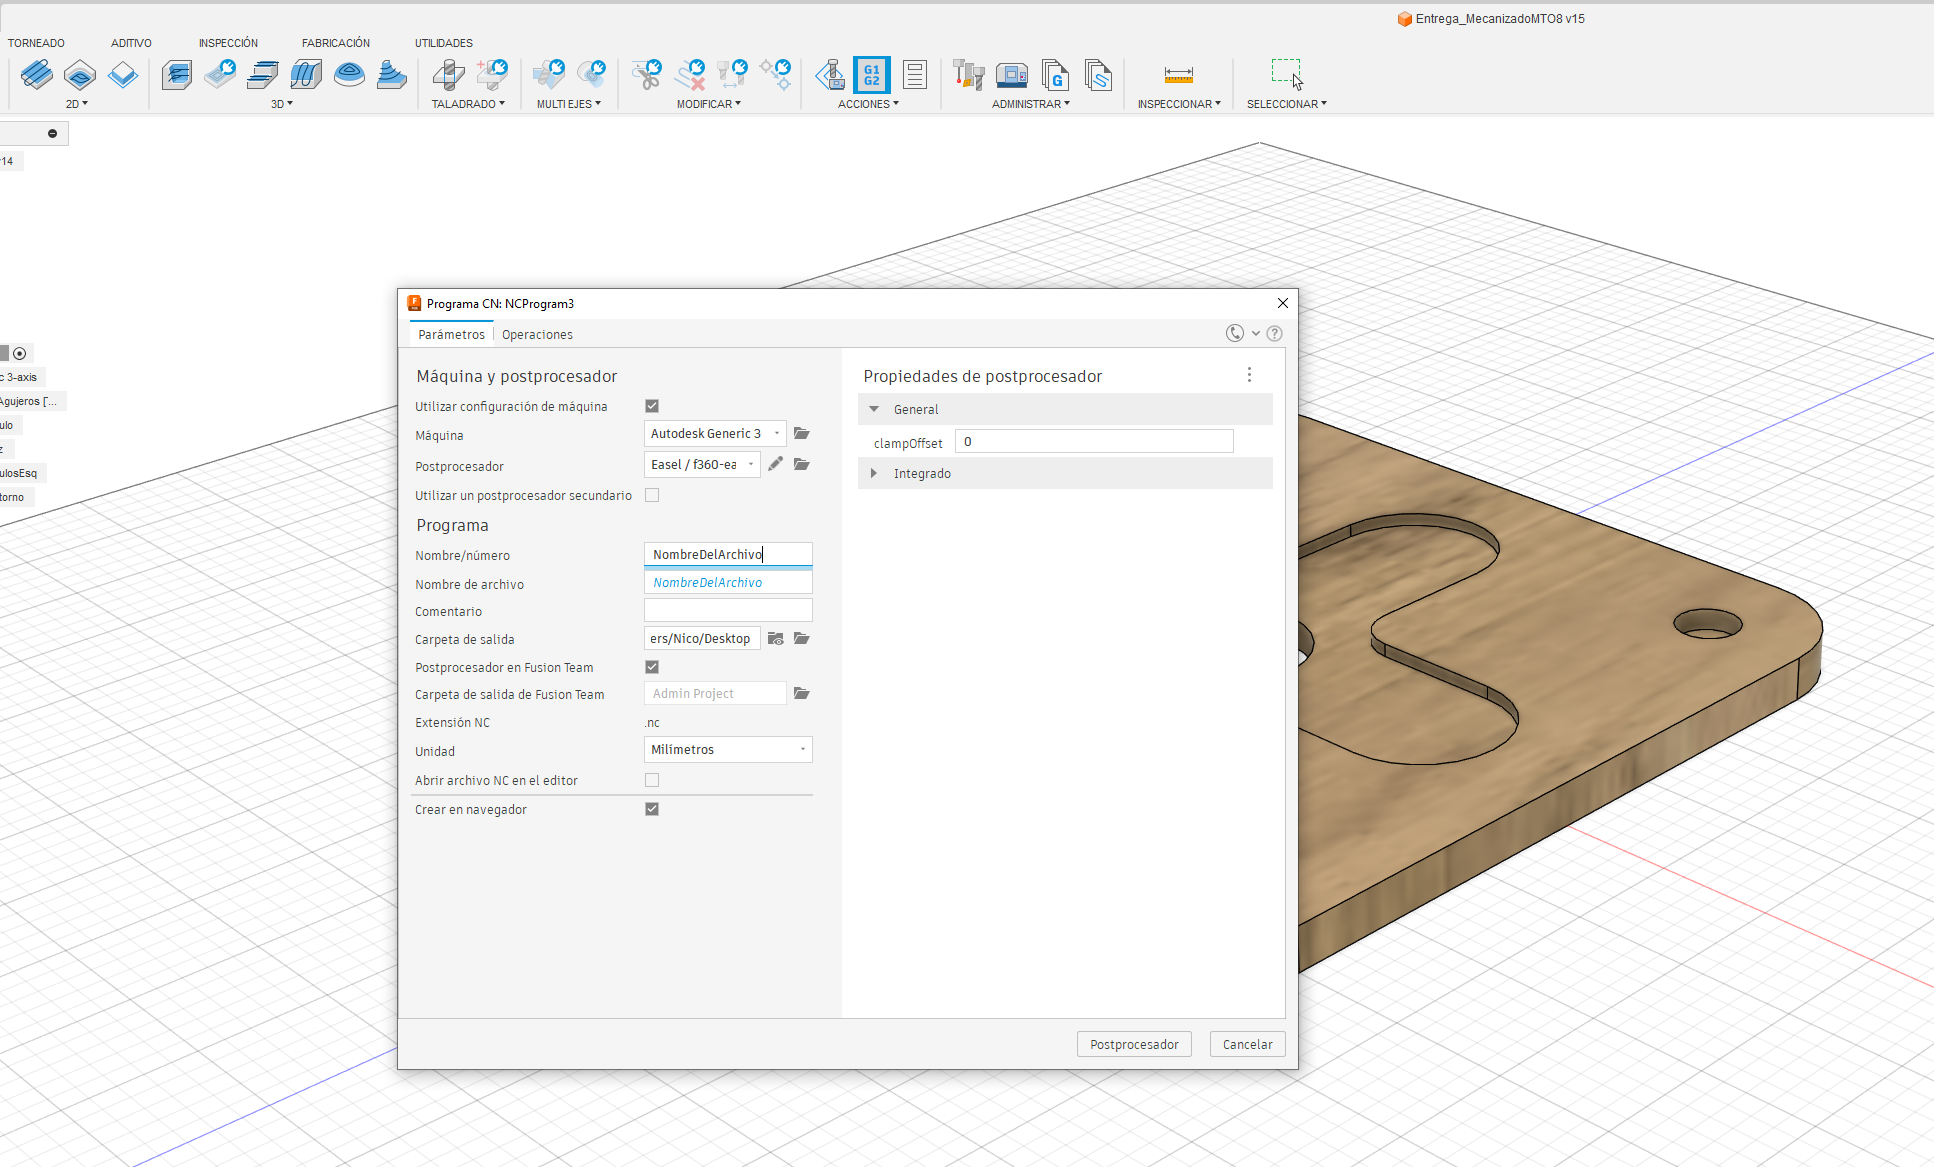 Entrega_MecanizadoMTO8 v15
TORNEADO ADITIVO INSPECCIÓN FABRICACIÓN UTILIDADES
G1
G2
G
2D 3D TALADRADO MULTI EJES MODIFICAR ACCIONES ADMINISTRAR INSPECCIONAR SELECCIONAR
14
c 3-axis
Agujeros [...
ulo
z
ulosEsq
torno
Programa CN: NCProgram3
Parámetros Operaciones
Máquina y postprocesador
Utilizar configuración de máquina
Máquina Autodesk Generic 3
Postprocesador Easel / f360-ea
Utilizar un postprocesador secundario
Programa
Nombre/número NombreDelArchivo
Nombre de archivo NombreDelArchivo
Comentario
Carpeta de salida ers/Nico/Desktop
Postprocesador en Fusion Team
Carpeta de salida de Fusion Team Admin Project
Extensión NC .nc
Unidad Milímetros
Abrir archivo NC en el editor
Crear en navegador
Propiedades de postprocesador
General
clampOffset 0
Integrado
Postprocesador Cancelar